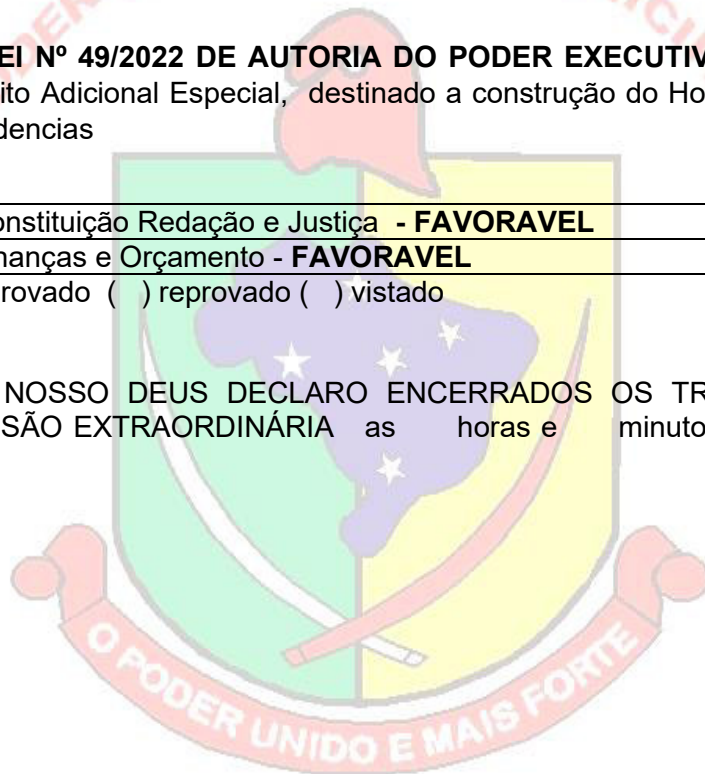 EI Nº 49/2022 DE AUTORIA DO PODER EXECUTIV
ito Adicional Especial, destinado a construção do Ho
dencias
onstituição Redação e Justiça - FAVORAVEL
nanças e Orçamento - FAVORAVEL
rovado ( ) reprovado ( ) vistado
NOSSO DEUS DECLARO ENCERRADOS OS TR
SÃO EXTRAORDINÁRIA as horas e minuto
O PODER UNIDO E MAIS FORTE